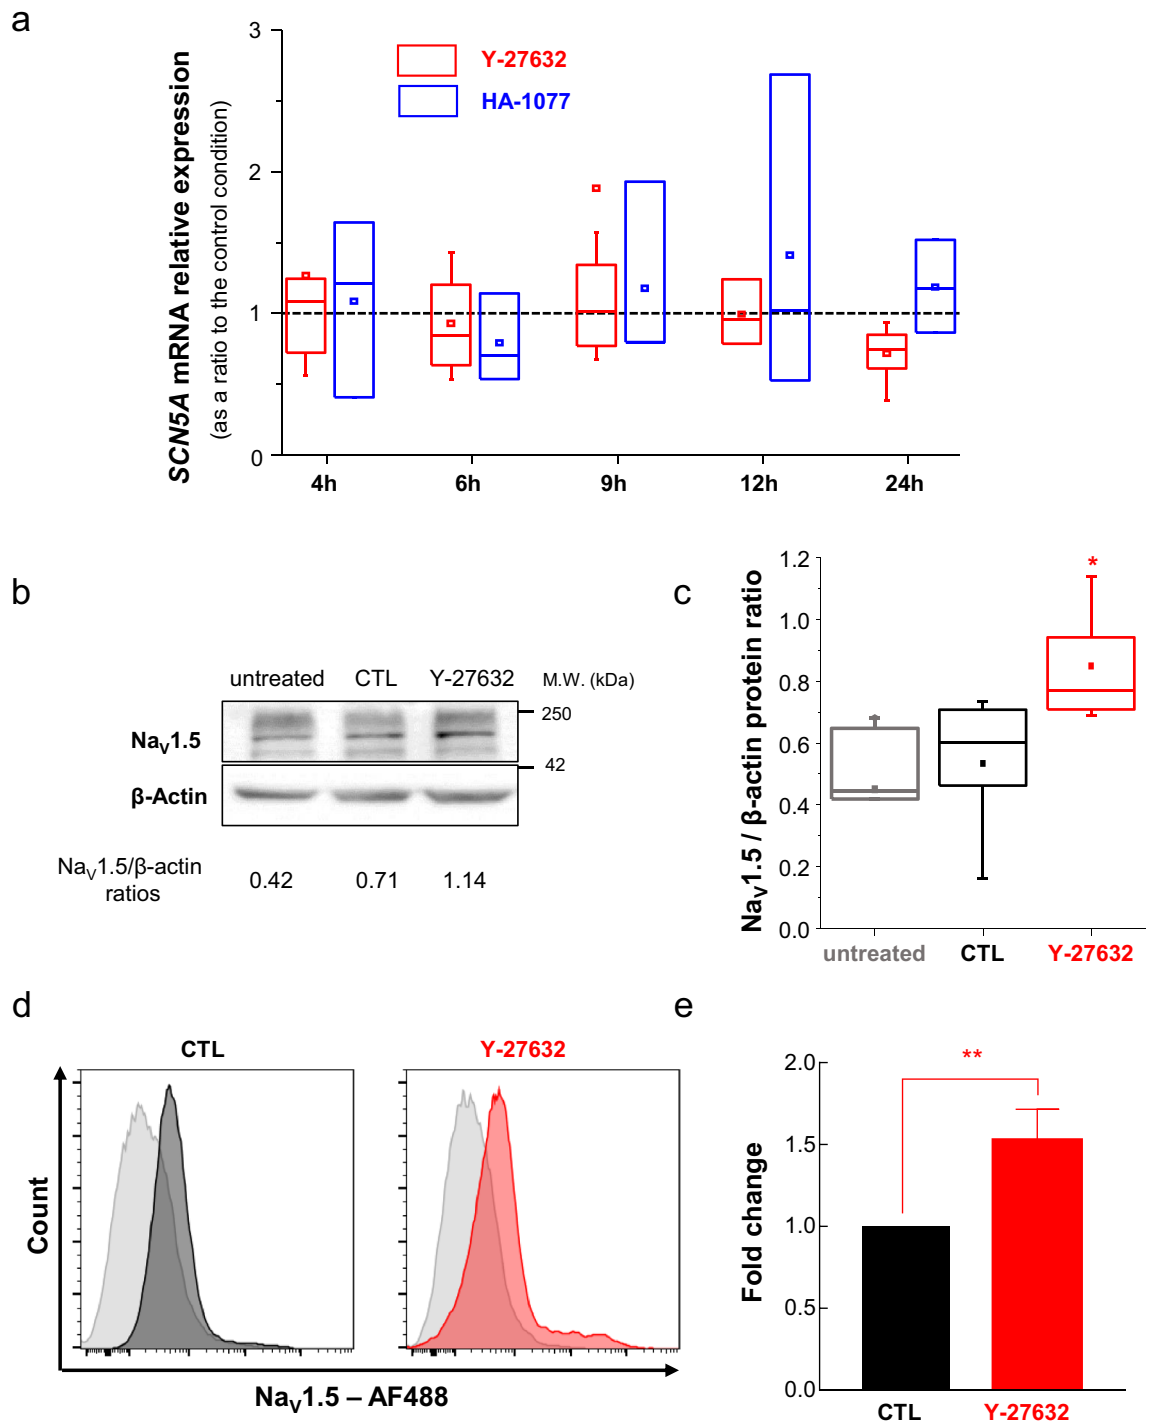 a
SCN5A mRNA relative expression
(as a ratio to the control condition)
3
2
1
0
Y-27632
HA-1077
4h 6h 9h 12h 24h
b
untreated CTL Y-27632 M.W. (kDa)
NaV1.5
250
42
β-Actin
NaV1.5/β-actin
ratios
0.42 0.71 1.14
c
NaV1.5 / β-actin protein ratio
1.2
1.0
0.8
0.6
0.4
0.2
0.0
*
untreated CTL Y-27632
d
CTL Y-27632
Count
NaV1.5 – AF488
e
Fold change
2.0
1.5
1.0
0.5
0.0
**
CTL Y-27632